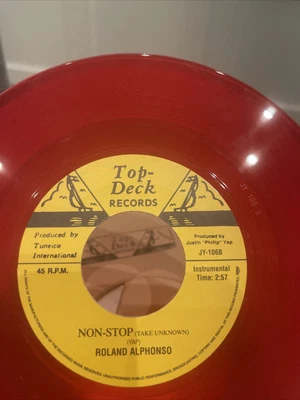 Top-
Deck
RECORDS
Produced by
Tuneico
International
Produced by
Justin "Phillip" Yap
JY-106B
45 R.P.M.
Instrumental
Time: 2:57
NON-STOP (TAKE UNKNOWN)
(YAP)
ROLAND ALPHONSO